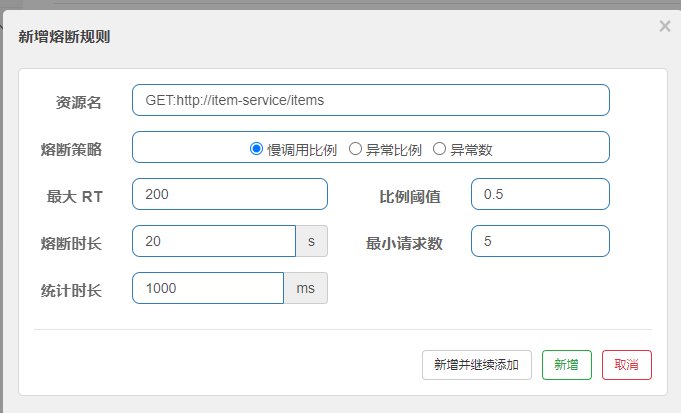 新增熔断规则
资源名 GET:http://item-service/items
熔断策略 慢调用比例 异常比例 异常数
最大 RT 200 比例阈值 0.5
熔断时长 20 s 最小请求数 5
统计时长 1000 ms
新增并继续添加 新增 取消